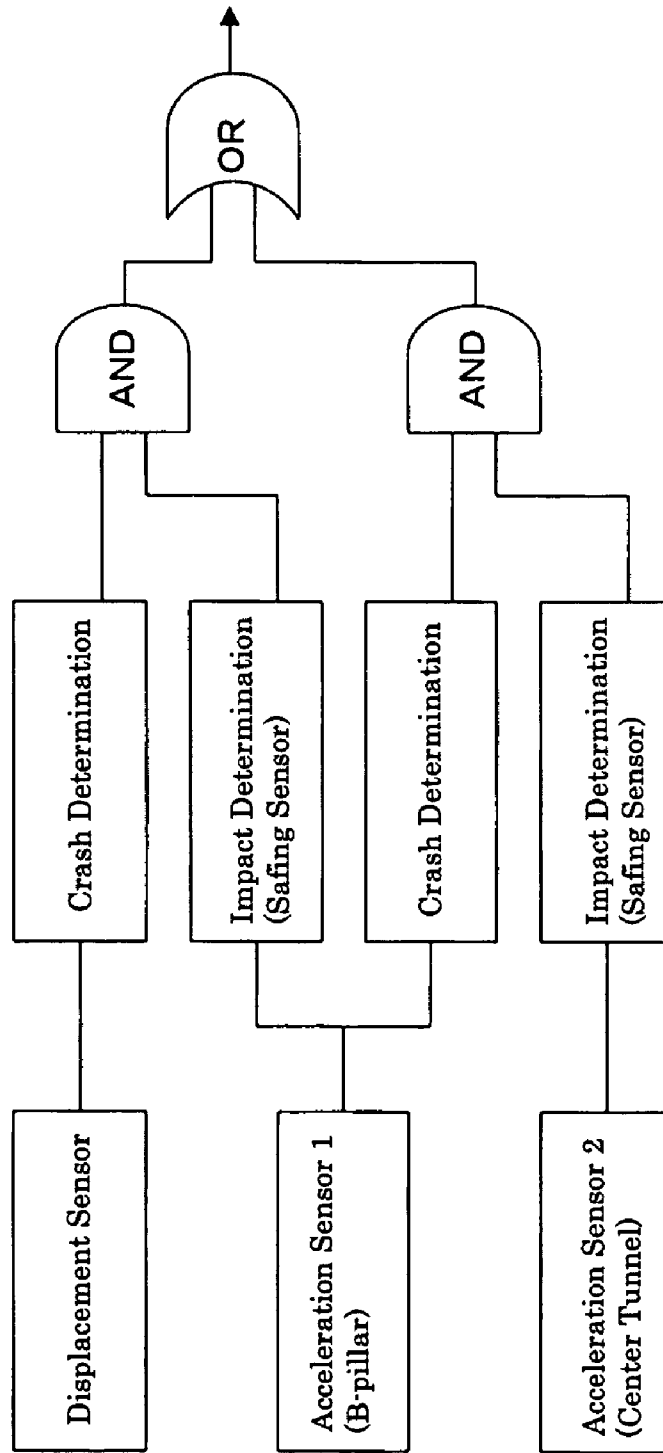 Displacement Sensor
Acceleration Sensor 1
(B-pillar)
Acceleration Sensor 2
(Center Tunnel)
Crash Determination
Impact Determination
(Safing Sensor)
Crash Determination
Impact Determination
(Safing Sensor)
AND
AND
OR